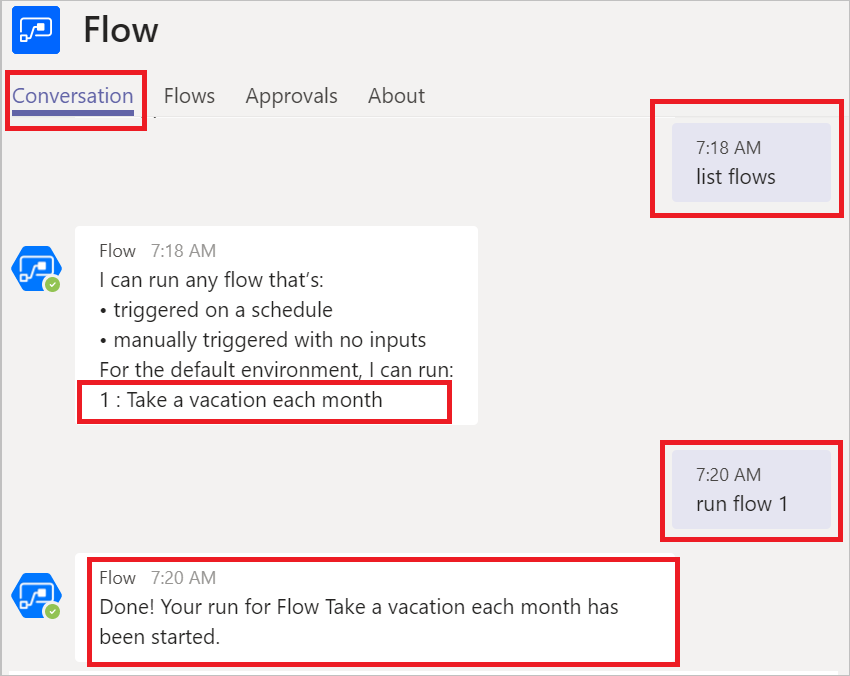 Flow
Conversation Flows Approvals About
7:18 AM
list flows
Flow 7:18 AM
I can run any flow that’s:
• triggered on a schedule
• manually triggered with no inputs
For the default environment, I can run:
1 : Take a vacation each month
7:20 AM
run flow 1
Flow 7:20 AM
Done! Your run for Flow Take a vacation each month has
been started.